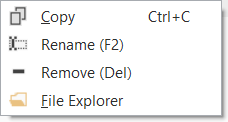 Copy Ctrl+C
Rename (F2)
Remove (Del)
File Explorer